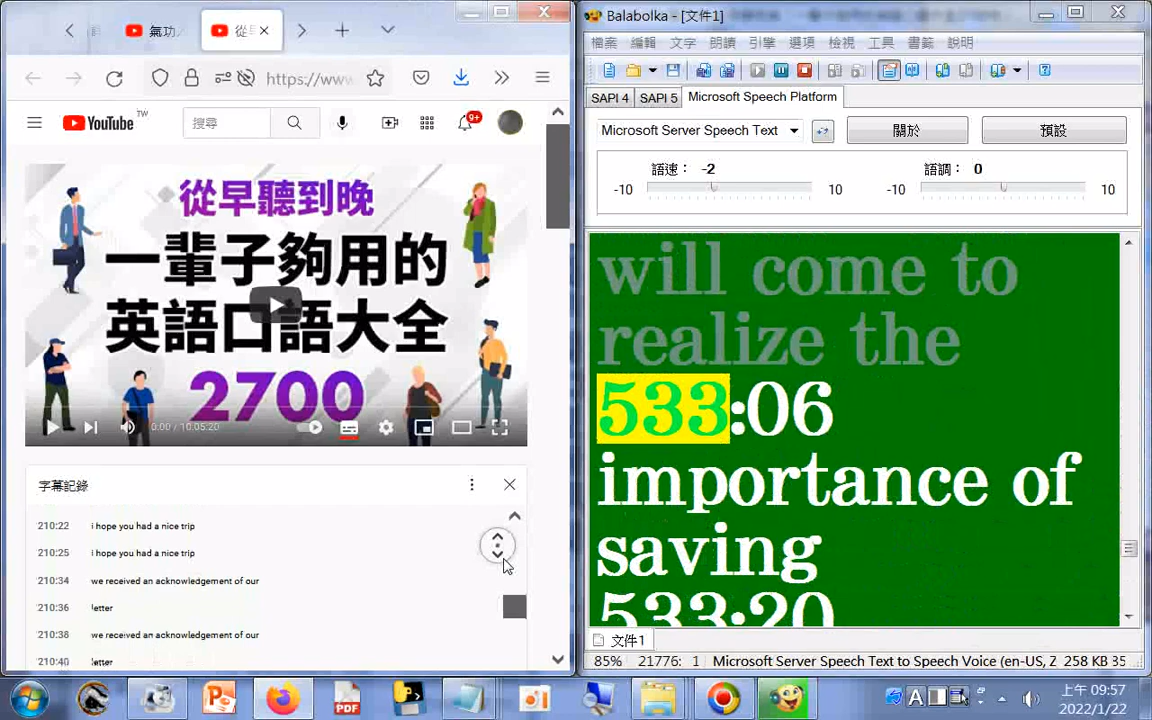 氣功
從
https://www
YouTube TW
搜尋
9+
從早聽到晚
一輩子夠用的
英語口語大全
2700
0:00 / 10:05:20
字幕記錄
210:22 i hope you had a nice trip
210:25 i hope you had a nice trip
210:34 we received an acknowledgement of our
210:36 letter
210:38 we received an acknowledgement of our
210:40 letter
Balabolka - [文件1]
檔案 編輯 文字 朗讀 引擎 選項 檢視 工具 書籤 說明
SAPI 4 SAPI 5 Microsoft Speech Platform
Microsoft Server Speech Text 關於 預設
語速： -2 語調： 0
-10 10 -10 10
will come to
realize the
533:06
importance of
saving
533:20
文件1
85% 21776: 1 Microsoft Server Speech Text to Speech Voice (en-US, Z 258 KB 35
PDF
A
上午 09:57
2022/1/22